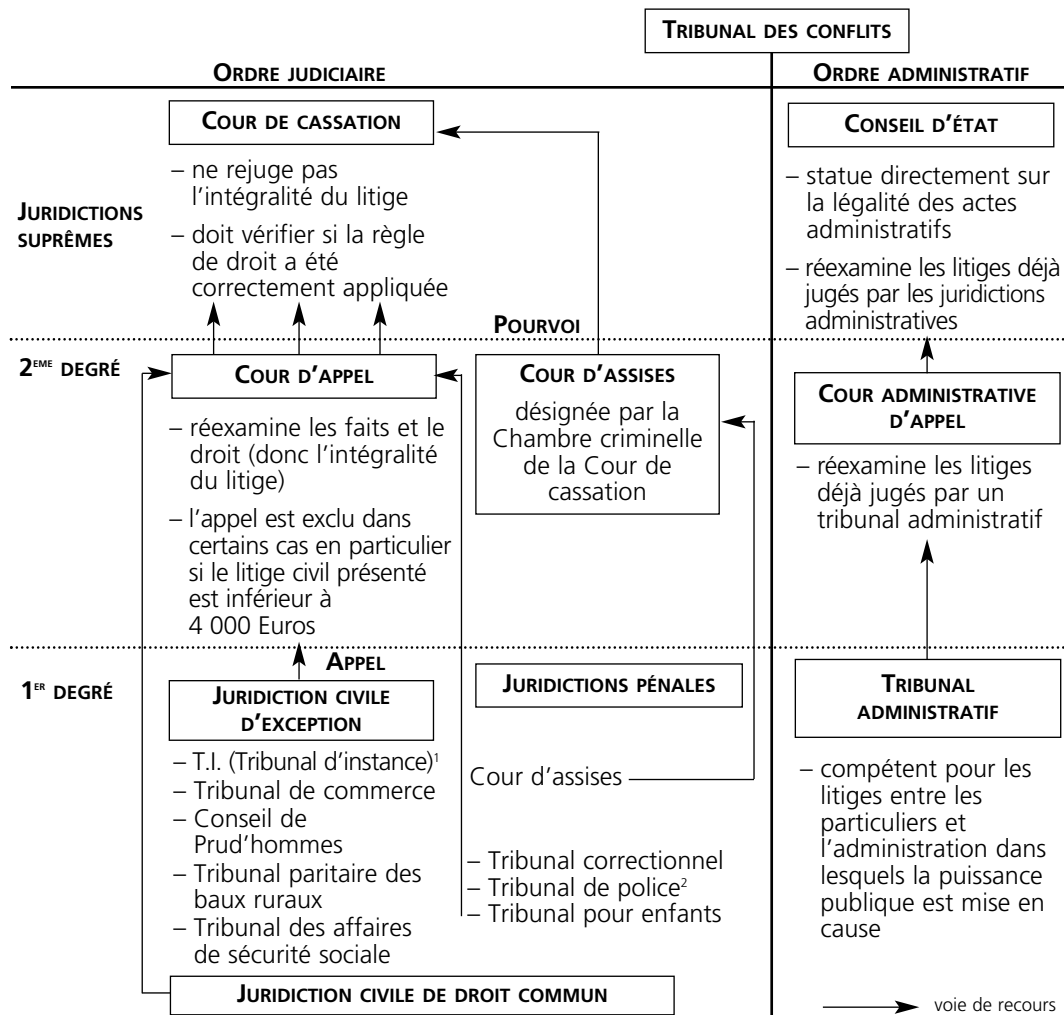 TRIBUNAL DES CONFLITS
ORDRE JUDICIAIRE
ORDRE ADMINISTRATIF
JURIDICTIONS
SUPRÊMES
COUR DE CASSATION
– ne rejuge pas
l'intégralité du litige
– doit vérifier si la règle
de droit a été
correctement appliquée
CONSEIL D'ÉTAT
– statue directement sur
la légalité des actes
administratifs
– réexamine les litiges déjà
jugés par les juridictions
administratives
POURVOI
2EME DEGRÉ
COUR D'APPEL
– réexamine les faits et le
droit (donc l'intégralité
du litige)
– l'appel est exclu dans
certains cas en particulier
si le litige civil présenté
est inférieur à
4 000 Euros
COUR D'ASSISES
désignée par la
Chambre criminelle
de la Cour de
cassation
COUR ADMINISTRATIVE
D'APPEL
– réexamine les litiges
déjà jugés par un
tribunal administratif
APPEL
1ER DEGRÉ
JURIDICTION CIVILE
D'EXCEPTION
– T.I. (Tribunal d'instance)1
– Tribunal de commerce
– Conseil de
Prud'hommes
– Tribunal paritaire des
baux ruraux
– Tribunal des affaires
de sécurité sociale
JURIDICTIONS PÉNALES
Cour d'assises
– Tribunal correctionnel
– Tribunal de police2
– Tribunal pour enfants
TRIBUNAL
ADMINISTRATIF
– compétent pour les
litiges entre les
particuliers et
l'administration dans
lesquels la puissance
publique est mise en
cause
JURIDICTION CIVILE DE DROIT COMMUN
voie de recours